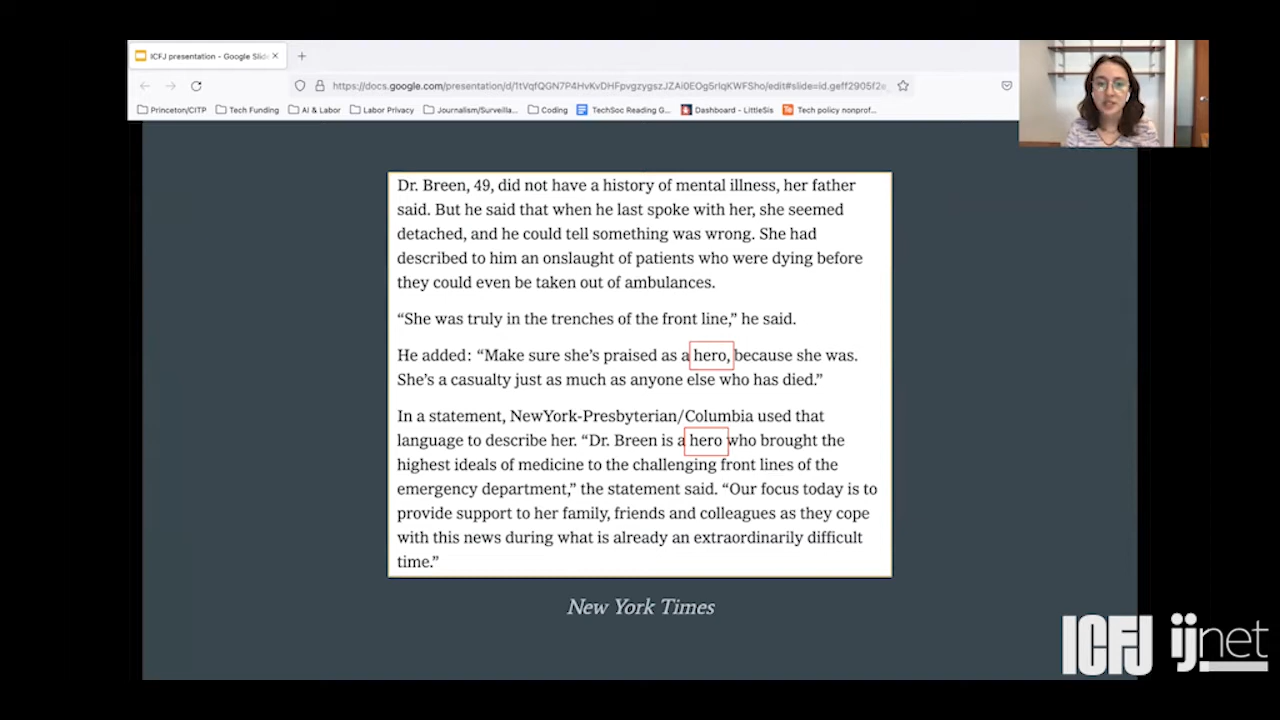 ICFJ presentation - Google Slide
https://docs.google.com/presentation/d/
Princeton/CITP
Tech Funding
AI & Labor
Labor Privacy
Journalism/Surveilla...
Coding
TechSoc Reading G...
Dashboard - LittleSis
Tech policy nonprof...
Dr. Breen, 49, did not have a history of mental illness, her father
said. But he said that when he last spoke with her, she seemed
detached, and he could tell something was wrong. She had
described to him an onslaught of patients who were dying before
they could even be taken out of ambulances.
“She was truly in the trenches of the front line,” he said.
He added: “Make sure she’s praised as a hero, because she was.
She’s a casualty just as much as anyone else who has died.”
In a statement, NewYork-Presbyterian/Columbia used that
language to describe her. “Dr. Breen is a hero who brought the
highest ideals of medicine to the challenging front lines of the
emergency department,” the statement said. “Our focus today is to
provide support to her family, friends and colleagues as they cope
with this news during what is already an extraordinarily difficult
time.”
New York Times
ICFJ ijnet